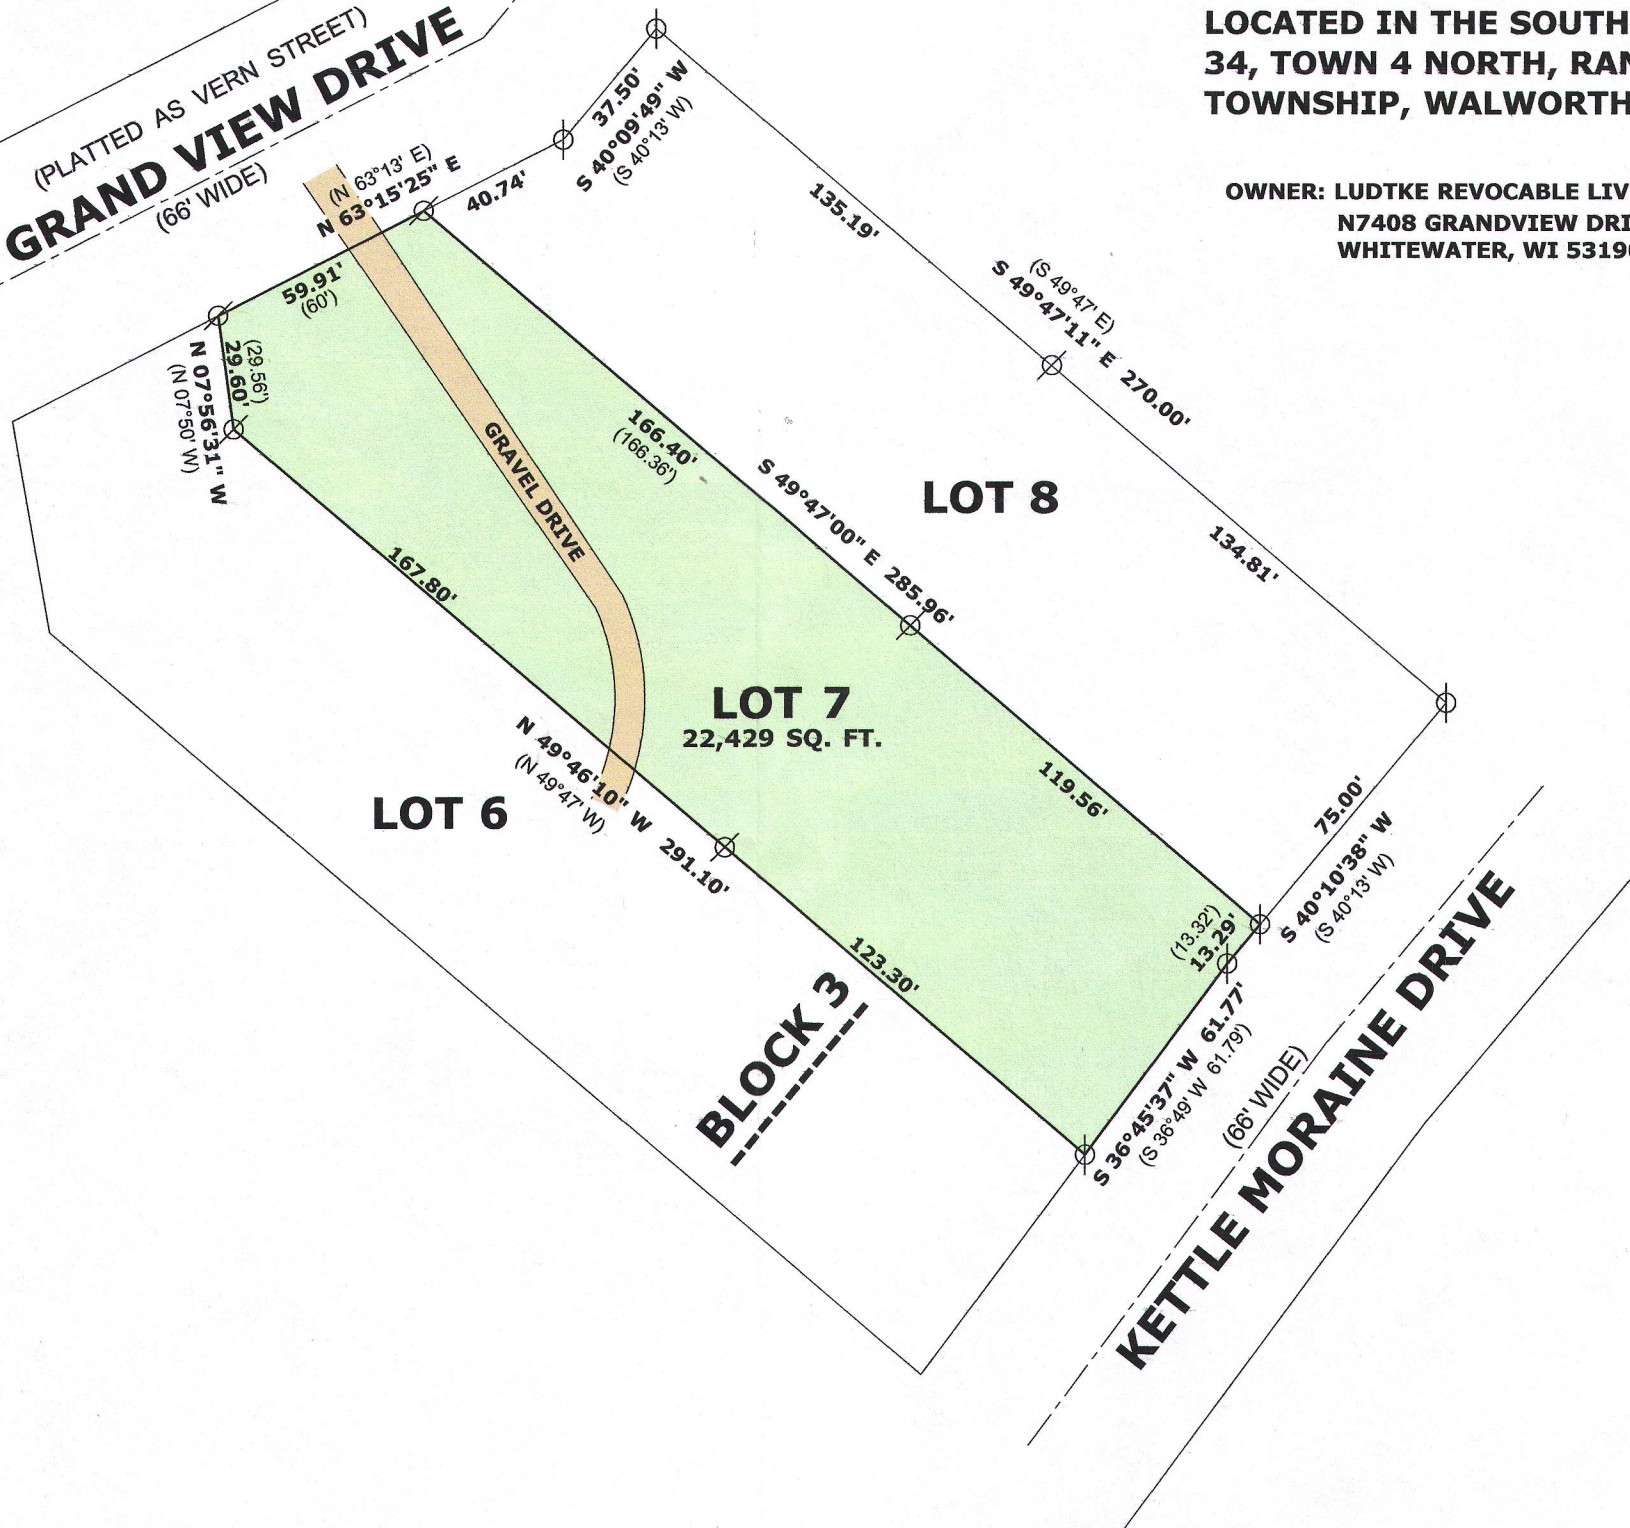 LOCATED IN THE SOUTH
34, TOWN 4 NORTH, RAN
TOWNSHIP, WALWORTH
OWNER: LUDTKE REVOCABLE LIV
N7408 GRANDVIEW DRI
WHITEWATER, WI 5319
(PLATTED AS VERN STREET)
GRAND VIEW DRIVE
(66' WIDE)
(N 63°13' E)
N 63°15'25" E
40.74'
37.50'
S 40°09'49" W
(S 40°13' W)
59.91'
(60')
(29.56')
29.60'
N 07°56'31" W
(N 07°50' W)
135.19'
(S 49°47' E)
S 49°47'11" E 270.00'
134.81'
GRAVEL DRIVE
166.40'
(166.36')
S 49°47'00" E 285.96'
LOT 8
167.80'
LOT 7
22,429 SQ. FT.
119.56'
N 49°46'10" W 291.10'
(N 49°47' W)
LOT 6
75.00'
S 40°10'38" W
(S 40°13' W)
(13.32')
13.29'
123.30'
BLOCK 3
S 36°45'37" W 61.77'
(S 36°49' W 61.79')
(66' WIDE)
KETTLE MORAINE DRIVE